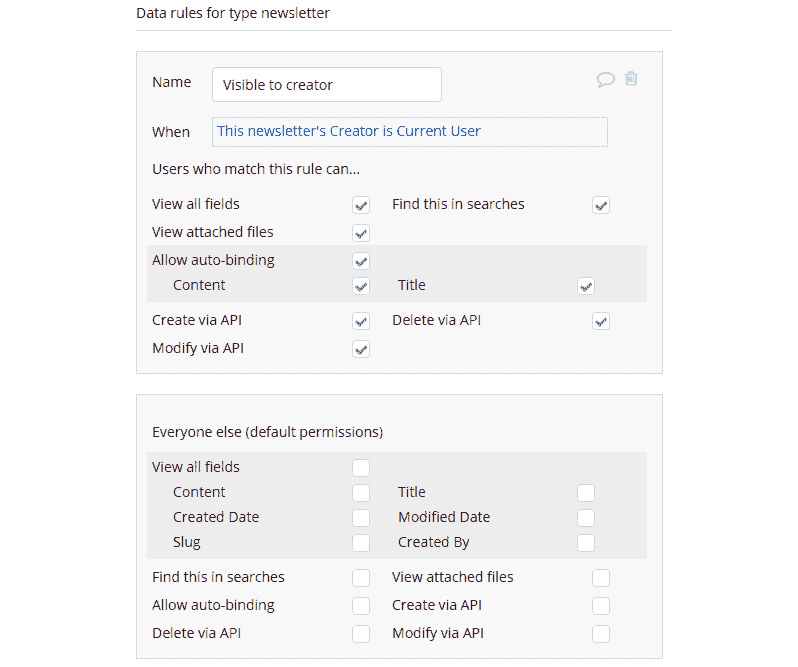 Data rules for type newsletter
Name Visible to creator
When This newsletter's Creator is Current User
Users who match this rule can...
View all fields Find this in searches
View attached files
Allow auto-binding
Content Title
Create via API Delete via API
Modify via API
Everyone else (default permissions)
View all fields
Content Title
Created Date Modified Date
Slug Created By
Find this in searches View attached files
Allow auto-binding Create via API
Delete via API Modify via API